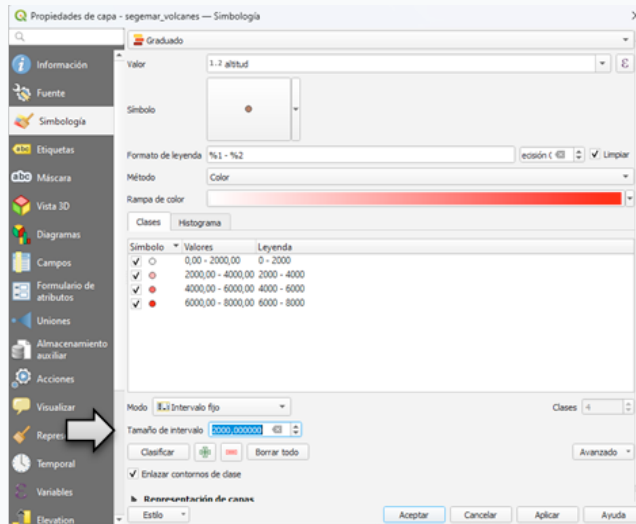 Propiedades de capa - segemar_volcanes — Simbología
Graduado
Información
Valor
1.2 altitud
ε
Fuente
Simbología
Símbolo
Etiquetas
Formato de leyenda %1 - %2
Limpiar
Máscara
Método Color
Vista 3D
Rampa de color
Diagramas
Clases Histograma
Símbolo Valores Leyenda
Campos
0,00 - 2000,00 0 - 2000
2000,00 - 4000,00 2000 - 4000
Formulario de
atributos
4000,00 - 6000,00 4000 - 6000
6000,00 - 8000,00 6000 - 8000
Uniones
Almacenamiento
auxiliar
Acciones
Visualizar
Modo Intervalo fijo Clases 4
Tamaño de intervalo 2000,000000
Clasificar Borrar todo Avanzado
Temporal
Enlazar contornos de clase
Variables
Representación de capas
Elevation
Estilo Aceptar Cancelar Aplicar Ayuda